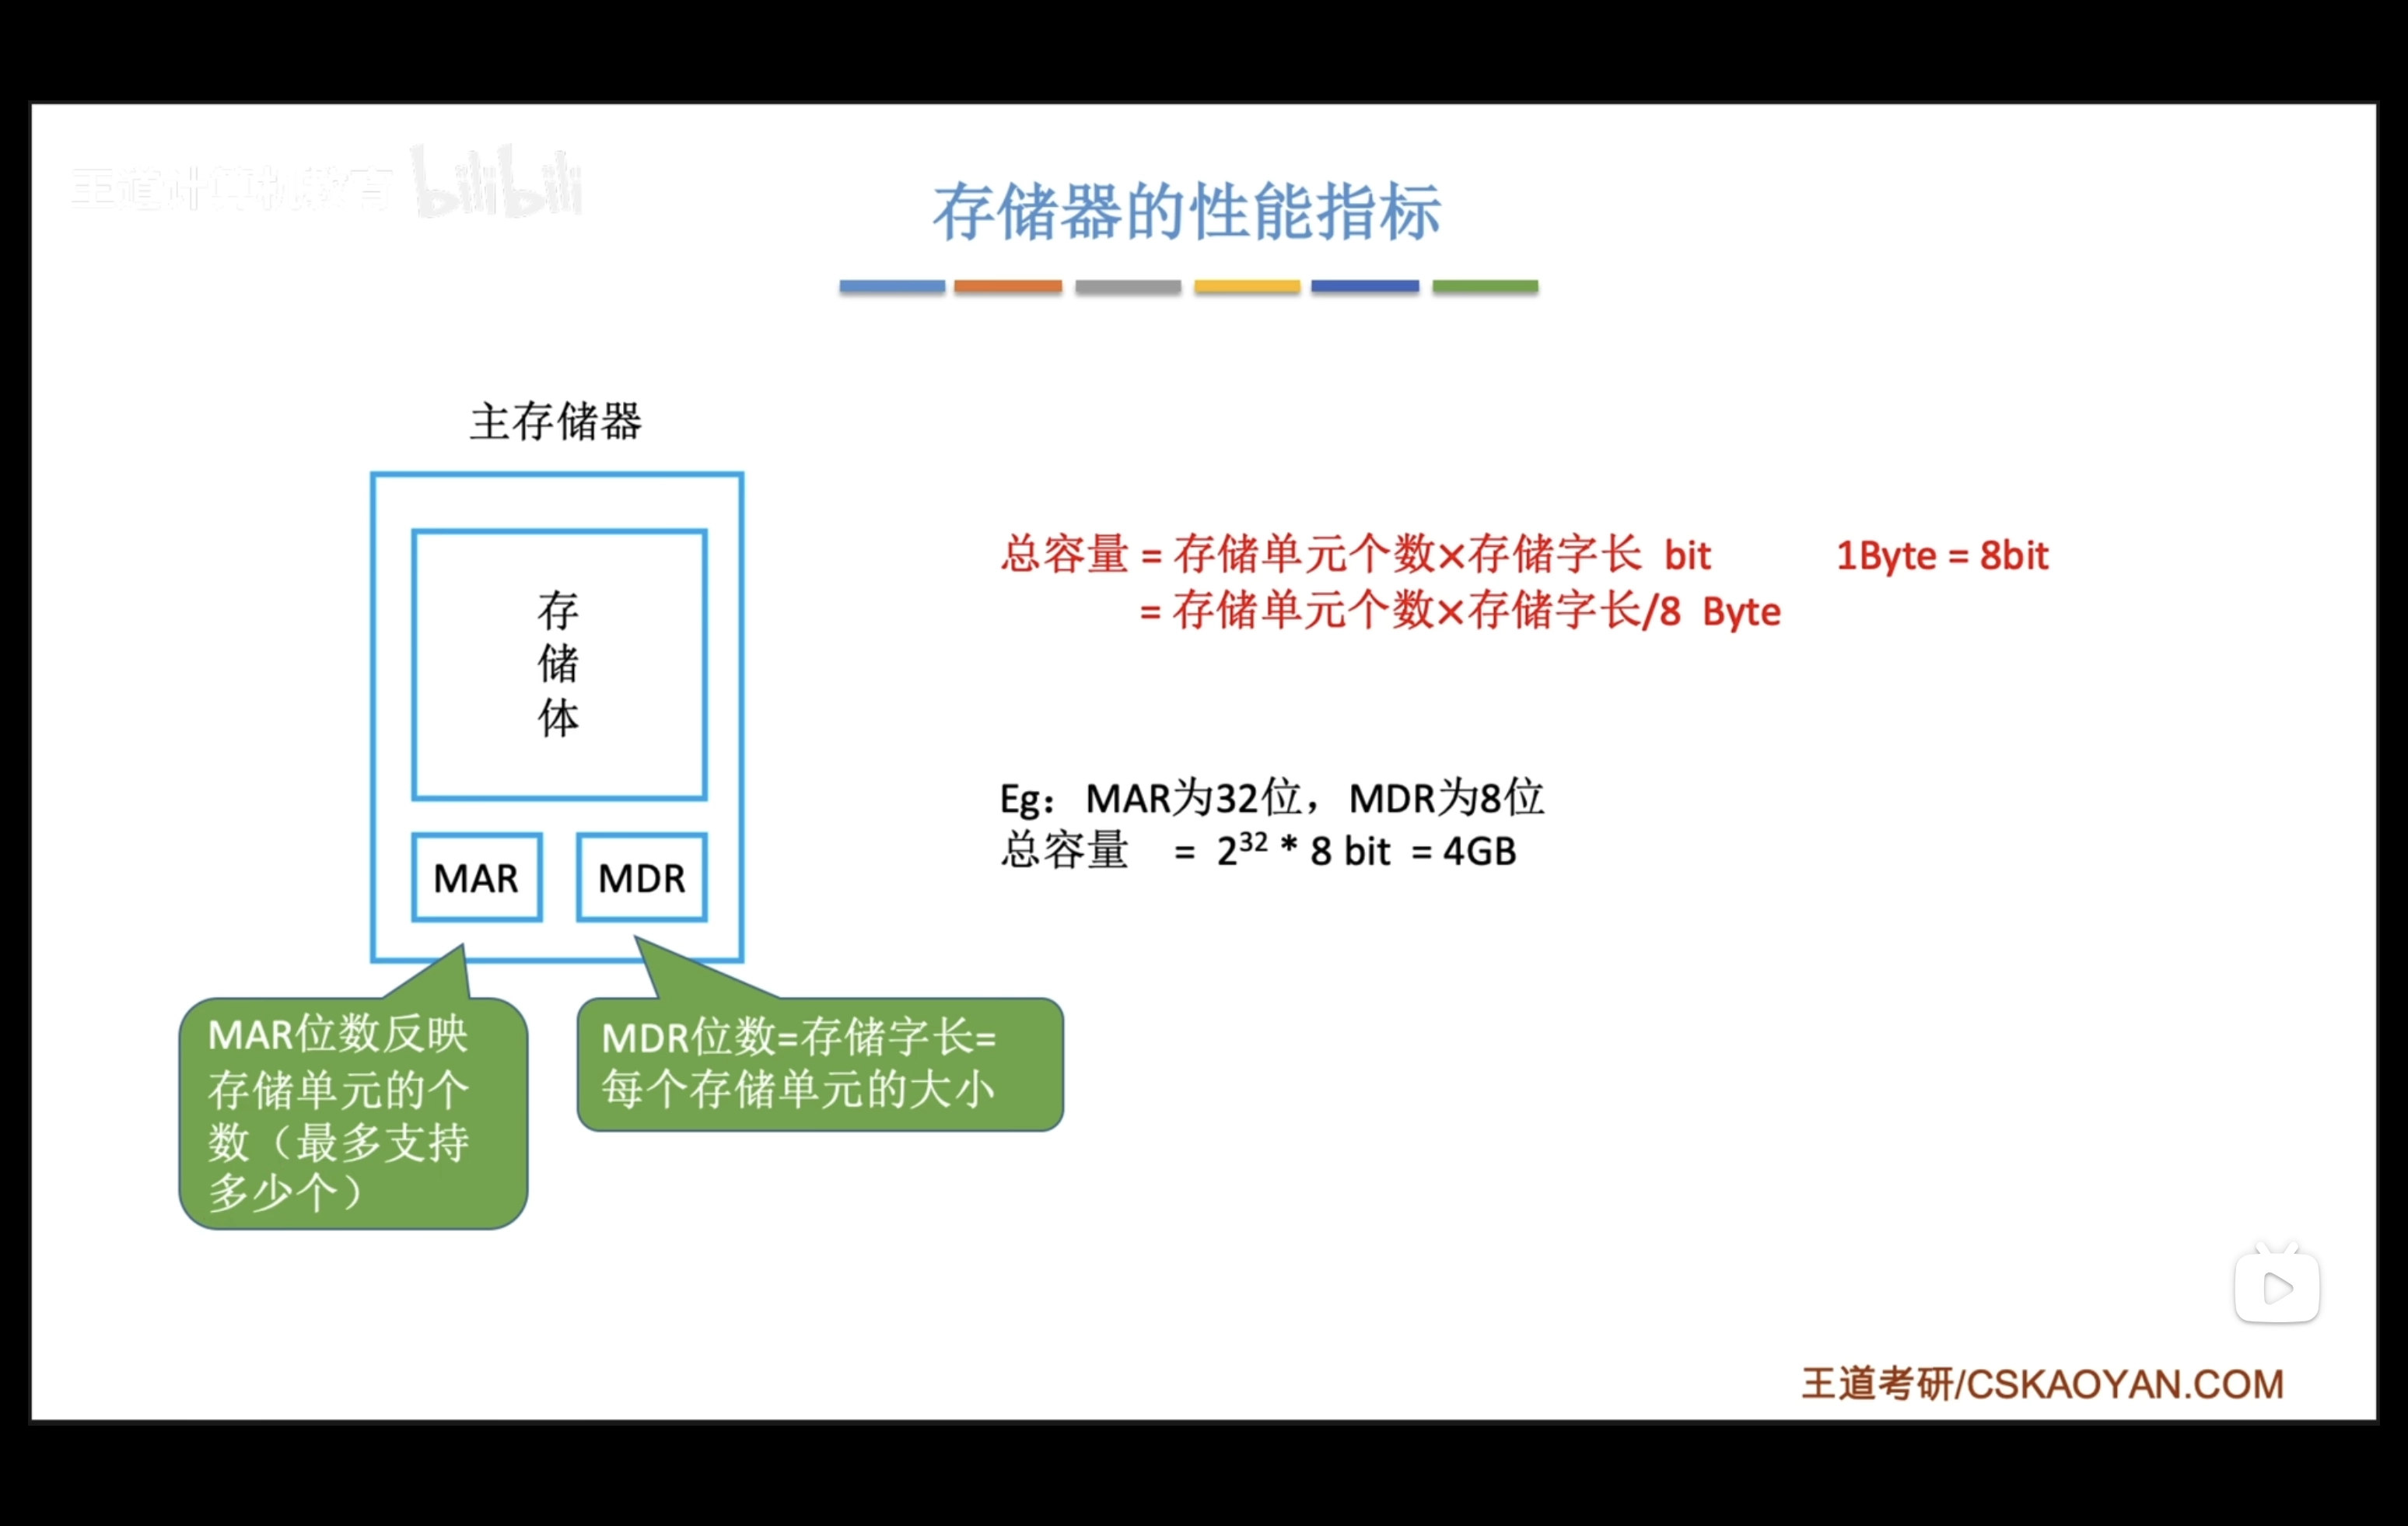 王道计算机教育 bilibili
存储器的性能指标
主存储器
存
储
体
MAR
MDR
MAR位数反映
存储单元的个
数（最多支持
多少个）
MDR位数=存储字长=
每个存储单元的大小
总容量 = 存储单元个数×存储字长 bit 1Byte = 8bit
= 存储单元个数×存储字长/8 Byte
Eg：MAR为32位，MDR为8位
总容量 = 2³² * 8 bit = 4GB
王道考研/CSKAOYAN.COM